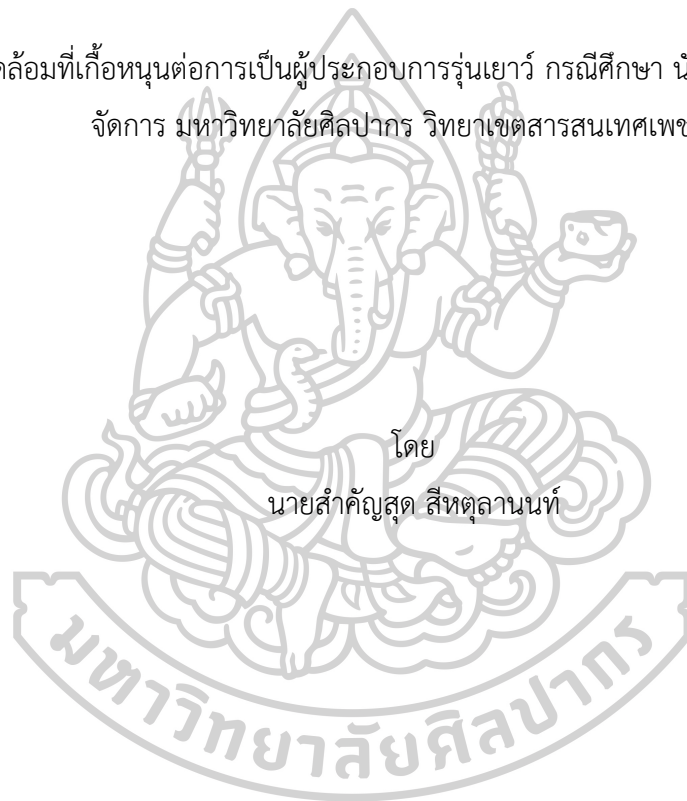 ดล้อมที่เกื้อหนุนต่อการเป็นผู้ประกอบการรุ่นเยาว์ กรณีศึกษา
จัดการ มหาวิทยาลัยศิลปากร วิทยาเขตสารสนเทศเพช
โดย
นายสำคัญสุด สีหตุลานนท์
มหาวิทยาลัยศิลปากร